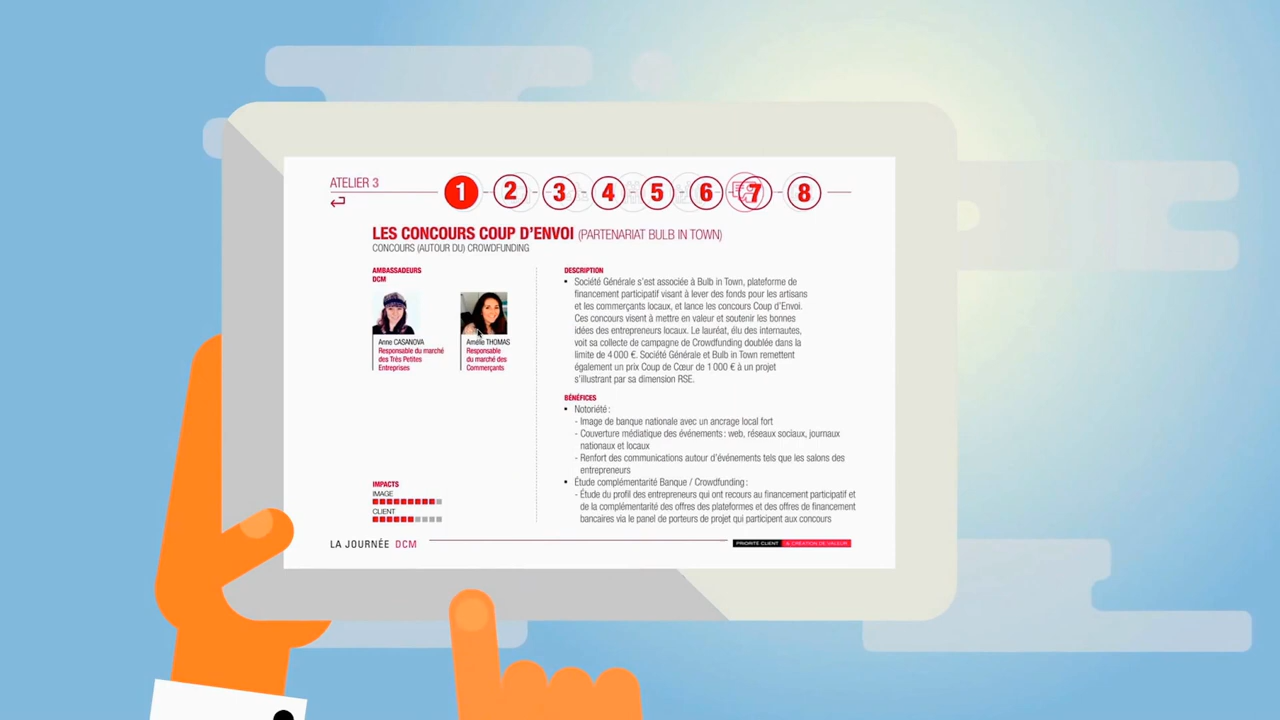 ATELIER 3
1 2 3 4 5 6 7 8
LES CONCOURS COUP D'ENVOI (PARTENARIAT BULB IN TOWN)
CONCOURS (AUTOUR DU) CROWDFUNDING
AMBASSADEURS
DCM
Anne CASANOVA
Responsable du marché
des Très Petites
Entreprises
Amélie THOMAS
Responsable
du marché des
Commerçants
IMPACTS
IMAGE
CLIENT
DESCRIPTION
• Société Générale s'est associée à Bulb in Town, plateforme de
financement participatif visant à lever des fonds pour les artisans
et les commerçants locaux, et lance les concours Coup d'Envoi.
Ces concours visent à mettre en valeur et soutenir les bonnes
idées des entrepreneurs locaux. Le lauréat, élu des internautes,
voit sa collecte de campagne de Crowdfunding doublée dans la
limite de 4 000 €. Société Générale et Bulb in Town remettent
également un prix Coup de Cœur de 1 000 € à un projet
s'illustrant par sa dimension RSE.
BÉNÉFICES
• Notoriété :
- Image de banque nationale avec un ancrage local fort
- Couverture médiatique des événements : web, réseaux sociaux, journaux
nationaux et locaux
- Renfort des communications autour d'événements tels que les salons des
entrepreneurs
• Étude complémentarité Banque / Crowdfunding :
- Étude du profil des entrepreneurs qui ont recours au financement participatif et
de la complémentarité des offres des plateformes et des offres de financement
bancaires via le panel de porteurs de projet qui participent aux concours
LA JOURNÉE DCM
PRIORITÉ CLIENT & CRÉATION DE VALEUR